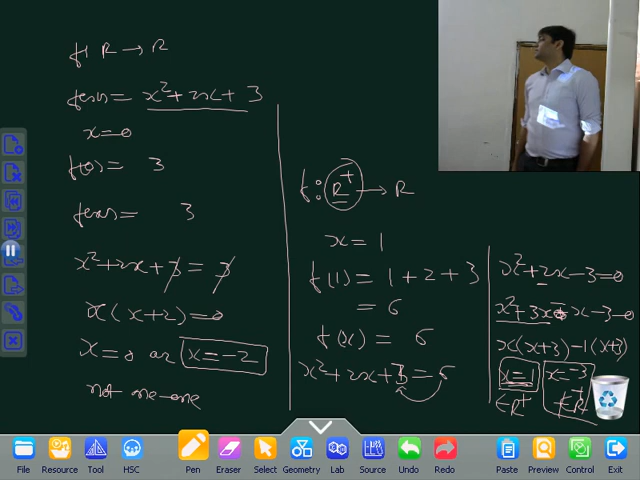 f: R → R
f(x) = x² + 2x + 3
x = 0
f(0) = 3
f(x) = 3
x² + 2x + 3 = 3
x(x+2) = 0
x = 0 or x = -2
not one-one
f: R⁺ → R
x = 1
f(1) = 1 + 2 + 3
= 6
f(x) = 6
x² + 2x + 3 = 6
x² + 2x - 3 = 0
x² + 3x - x - 3 = 0
x(x+3) - 1(x+3)
x = 1 x = -3
∈ R⁺ ∉ R⁺
File Resource Tool HSC Pen Eraser Select Geometry Lab Source Undo Redo Paste Preview Control Exit